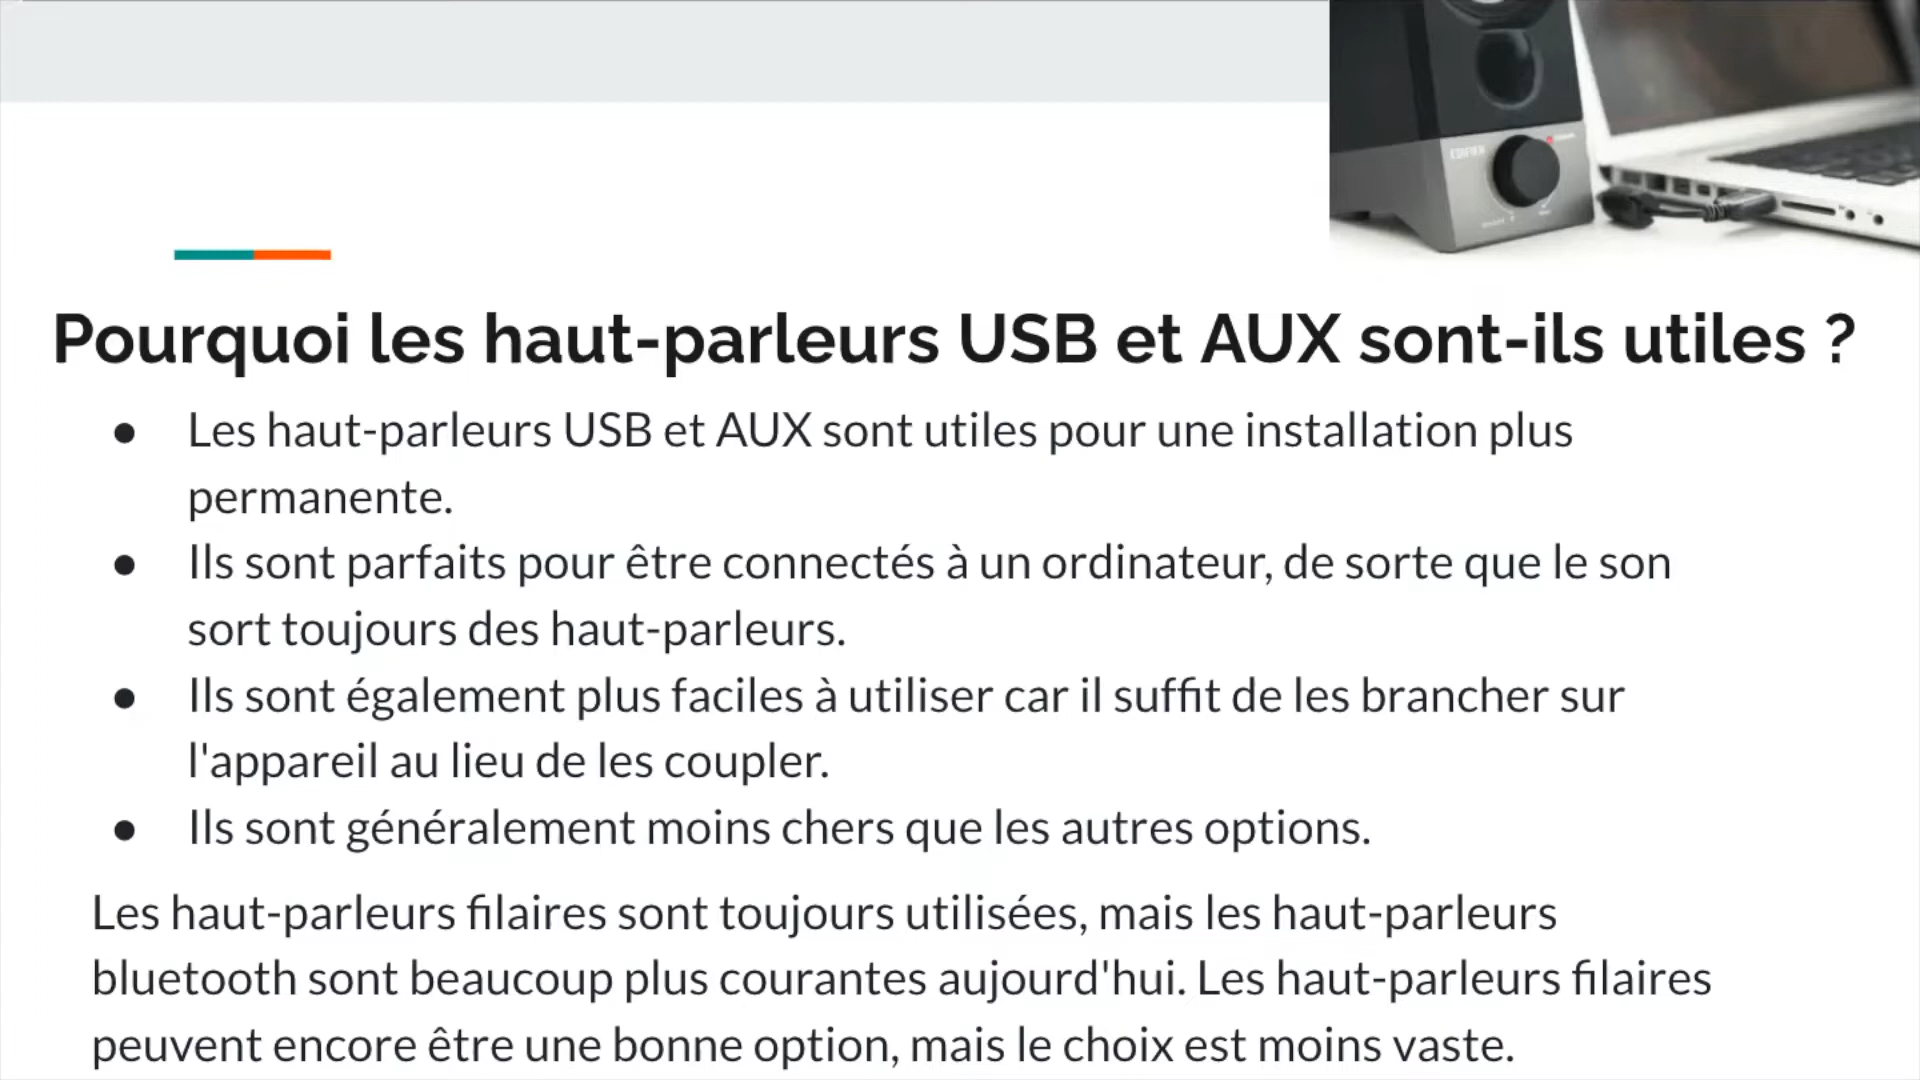 Pourquoi les haut-parleurs USB et AUX sont-ils utiles ?
● Les haut-parleurs USB et AUX sont utiles pour une installation plus
permanente.
● Ils sont parfaits pour être connectés à un ordinateur, de sorte que le son
sort toujours des haut-parleurs.
● Ils sont également plus faciles à utiliser car il suffit de les brancher sur
l'appareil au lieu de les coupler.
● Ils sont généralement moins chers que les autres options.
Les haut-parleurs filaires sont toujours utilisées, mais les haut-parleurs
bluetooth sont beaucoup plus courantes aujourd'hui. Les haut-parleurs filaires
peuvent encore être une bonne option, mais le choix est moins vaste.